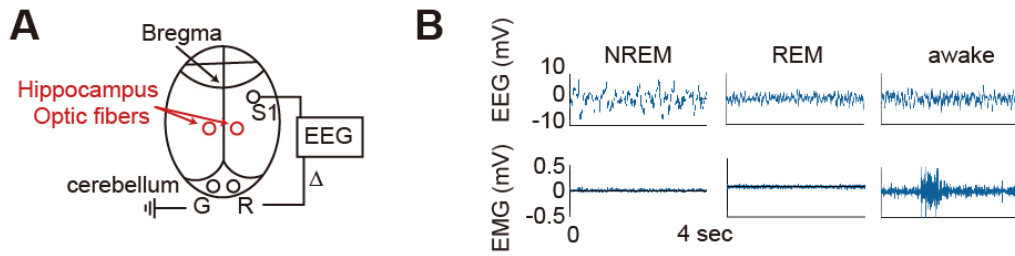 A
Bregma
Hippocampus
Optic fibers
S1
EEG
cerebellum
Δ
G
R
B
NREM
REM
awake
EEG (mV)
10
0
-10
EMG (mV)
0.5
0
-0.5
0
4 sec